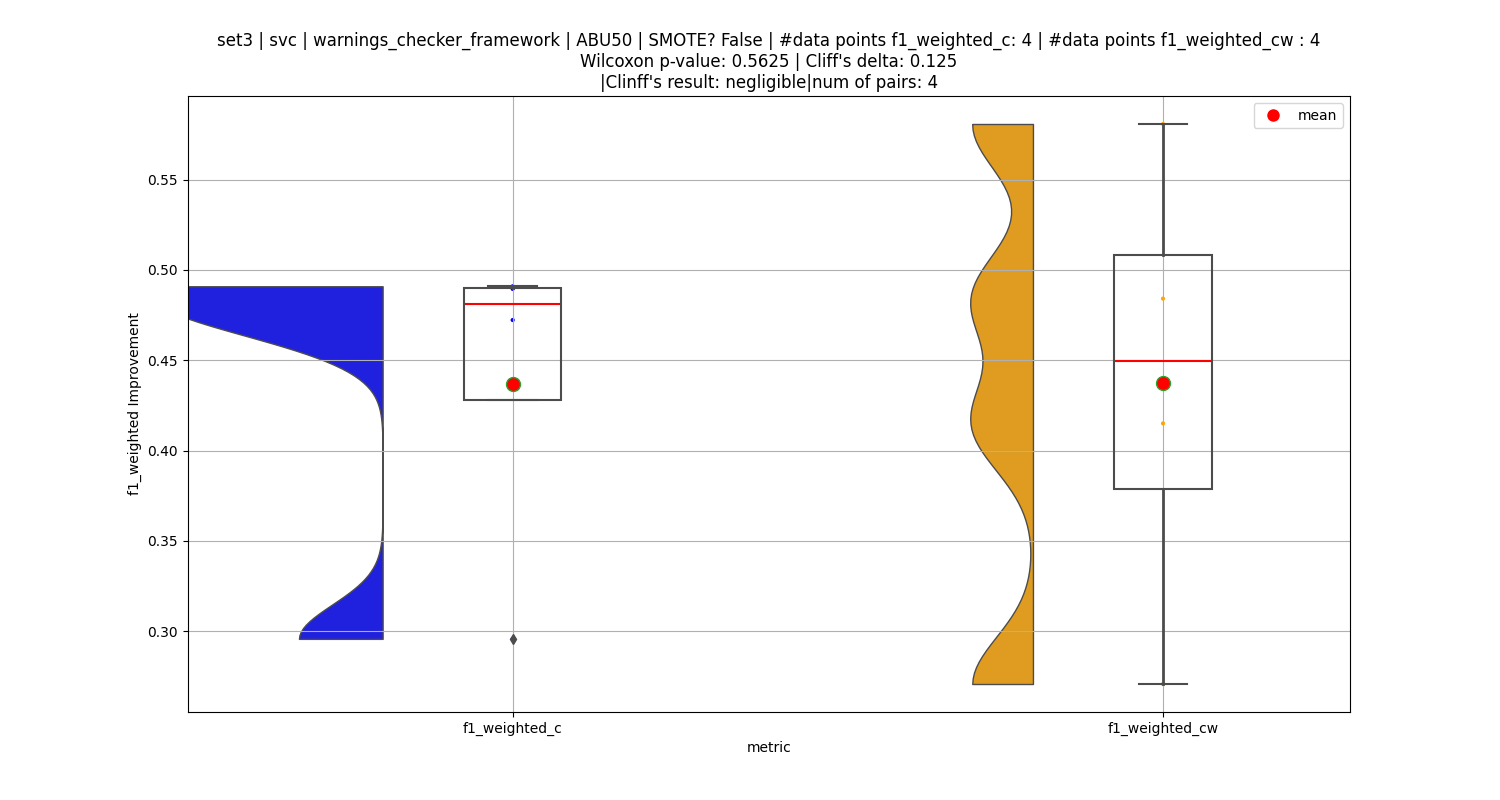 set3 | svc | warnings_checker_framework | ABU50 | SMOTE? False | #data points f1_weighted_c: 4 | #data points f1_weighted_cw : 4
Wilcoxon p-value: 0.5625 | Cliff's delta: 0.125
|Clinff's result: negligible|num of pairs: 4
mean
0.55
0.50
0.45
0.40
0.35
0.30
f1_weighted Improvement
f1_weighted_c
f1_weighted_cw
metric